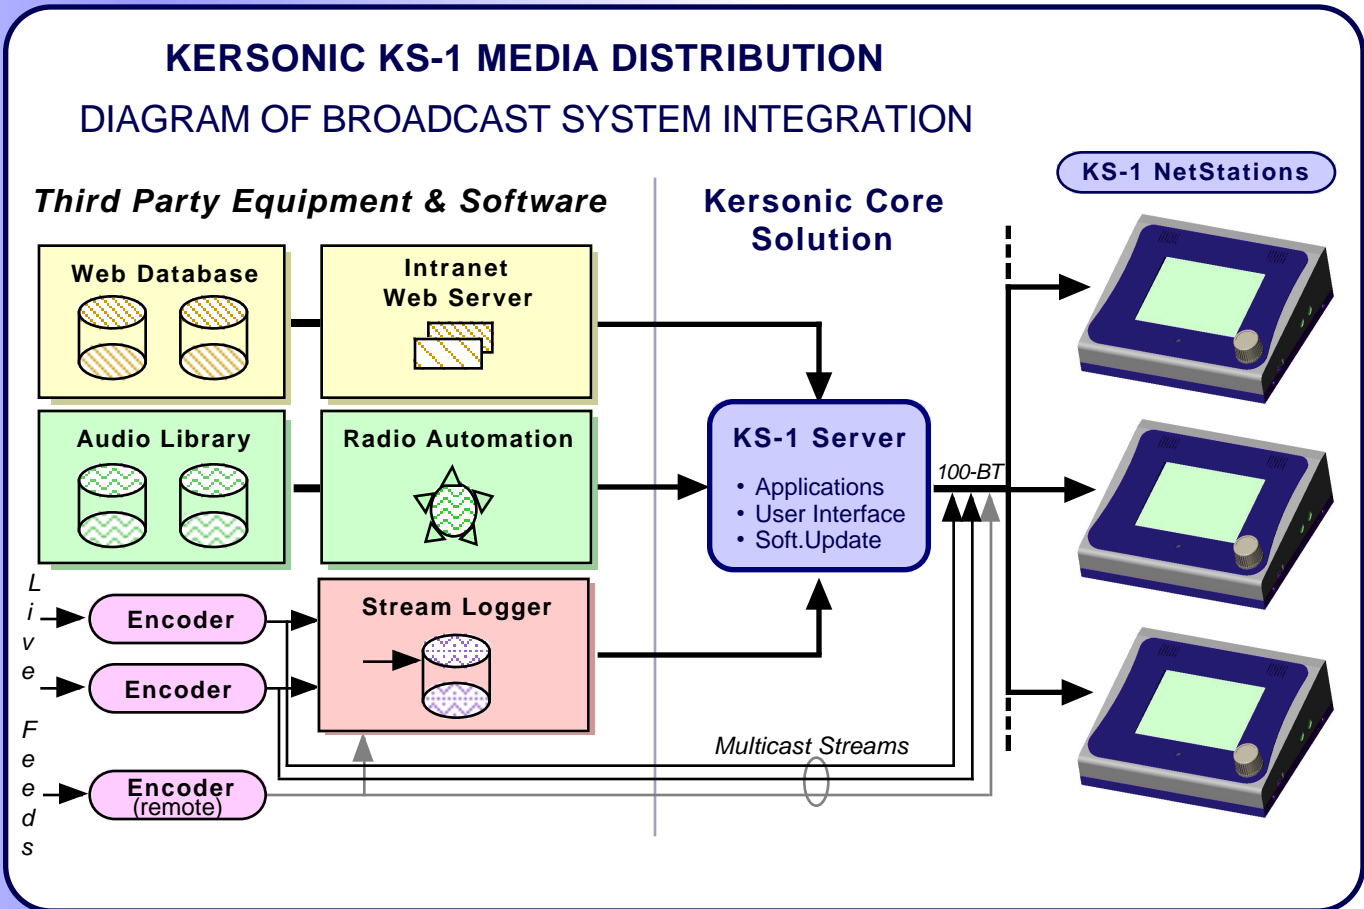 KERSONIC KS-1 MEDIA DISTRIBUTION
DIAGRAM OF BROADCAST SYSTEM INTEGRATION
KS-1 NetStations
Third Party Equipment & Software
Kersonic Core
Solution
Web Database
Intranet
Web Server
Audio Library
Radio Automation
KS-1 Server
• Applications
• User Interface
• Soft.Update
100-BT
Live Feeds
Encoder
Stream Logger
Encoder
Encoder
(remote)
Multicast Streams